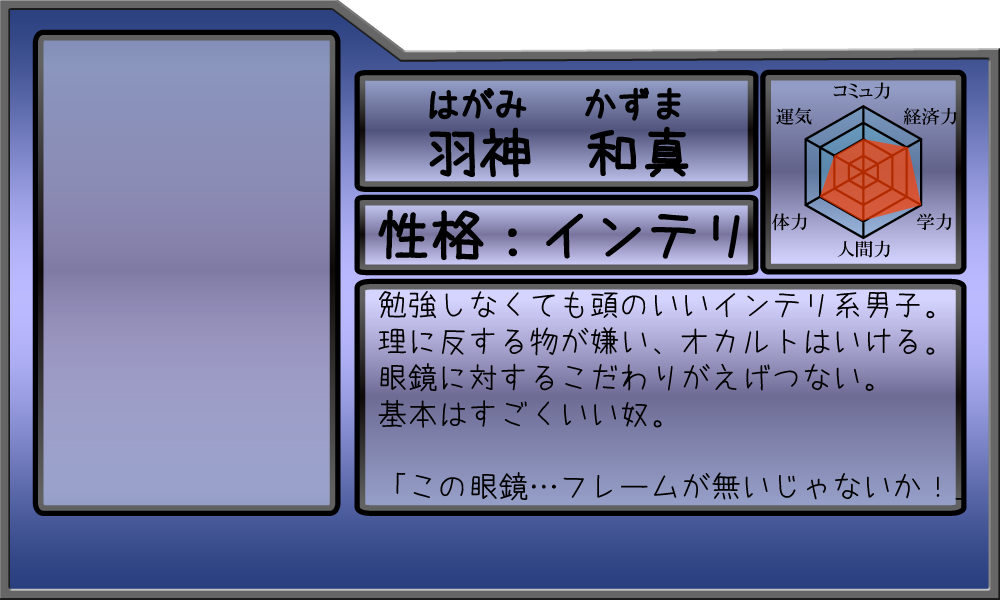 はがみ　かずま
羽神　和真
性格：インテリ
コミュ力
運気
経済力
体力
学力
人間力
勉強しなくても頭のいいインテリ系男子。
理に反する物が嫌い、オカルトはいける。
眼鏡に対するこだわりがえげつない。
基本はすごくいい奴。
「この眼鏡…フレームが無いじゃないか！」